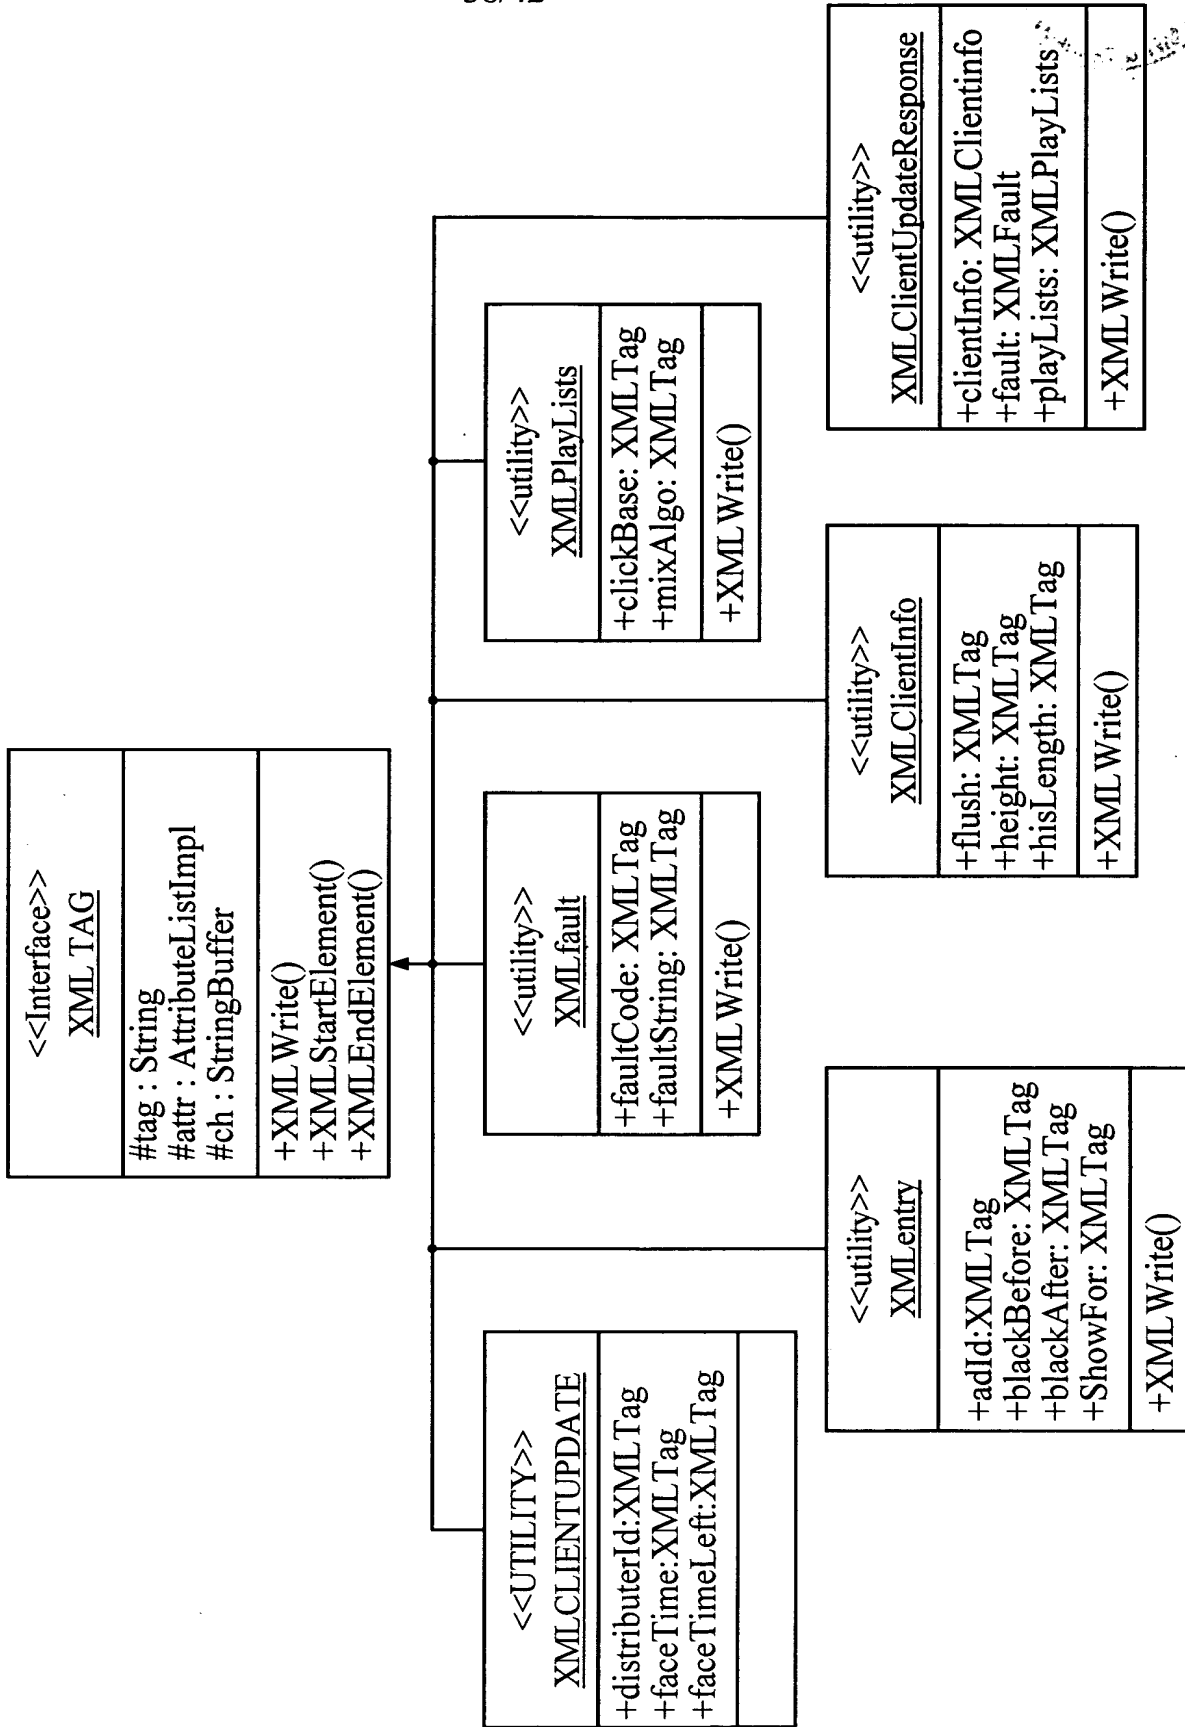 <<Interface>>
XML TAG
#tag : String
#attr : AttributeListImpl
#ch : StringBuffer
+XMLWrite()
+XMLStartElement()
+XMLEndElement()
<<UTILITY>>
XMLCLIENTUPDATE
+distributerId:XMLTag
+faceTime:XMLTag
+faceTimeLeft:XMLTag
<<utility>>
XMLfault
+faultCode: XMLTag
+faultString: XMLTag
+XMLWrite()
<<utility>>
XMLPlayLists
+clickBase: XMLTag
+mixAlgo: XMLTag
+XMLWrite()
<<utility>>
XMLentry
+adId:XMLTag
+blackBefore: XMLTag
+blackAfter: XMLTag
+ShowFor: XMLTag
+XMLWrite()
<<utility>>
XMLClientInfo
+flush: XMLTag
+height: XMLTag
+hisLength: XMLTag
+XMLWrite()
<<utility>>
XMLClientUpdateResponse
+clientInfo: XMLClientinfo
+fault: XMLFault
+playLists: XMLPlayLists
+XMLWrite()